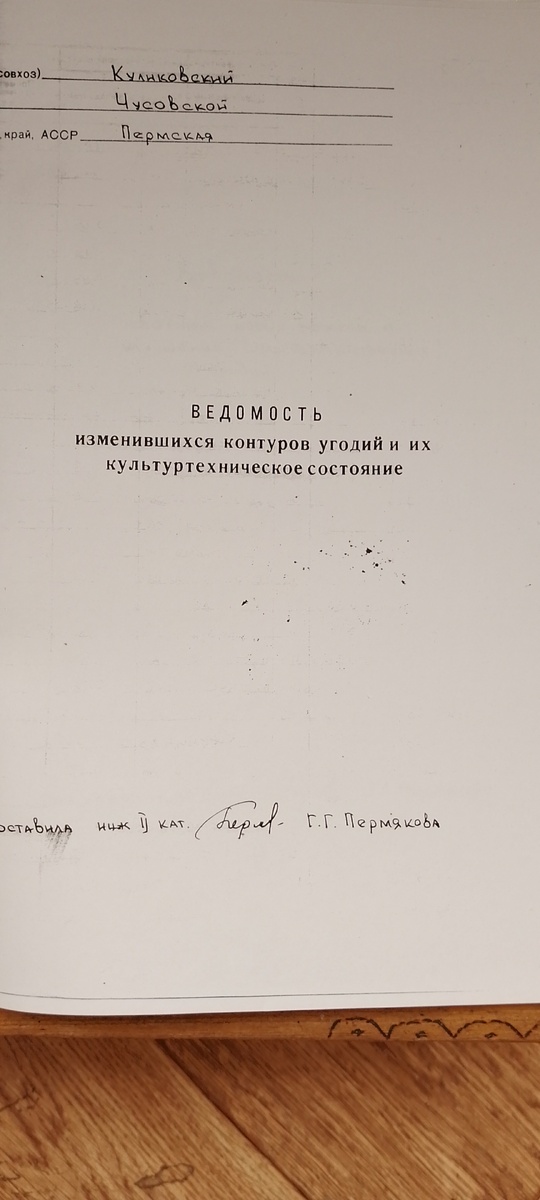 совхоз) Куликовский
Чусовской
край, АССР Пермская
ВЕДОМОСТЬ
изменившихся контуров угодий и их
культуртехническое состояние
оставила инж II кат. Г.Г. Пермякова